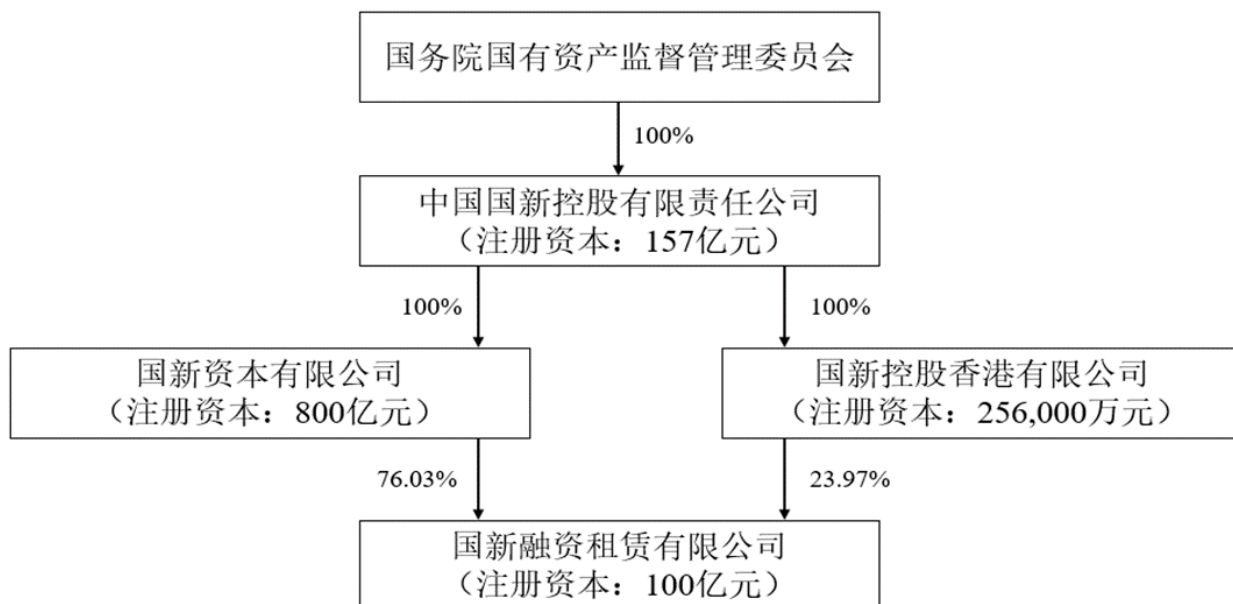 国务院国有资产监督管理委员会
100%
中国国新控股有限责任公司
（注册资本：157亿元）
100%
100%
国新资本有限公司
（注册资本：800亿元）
国新控股香港有限公司
（注册资本：256,000万元）
76.03%
23.97%
国新融资租赁有限公司
（注册资本：100亿元）